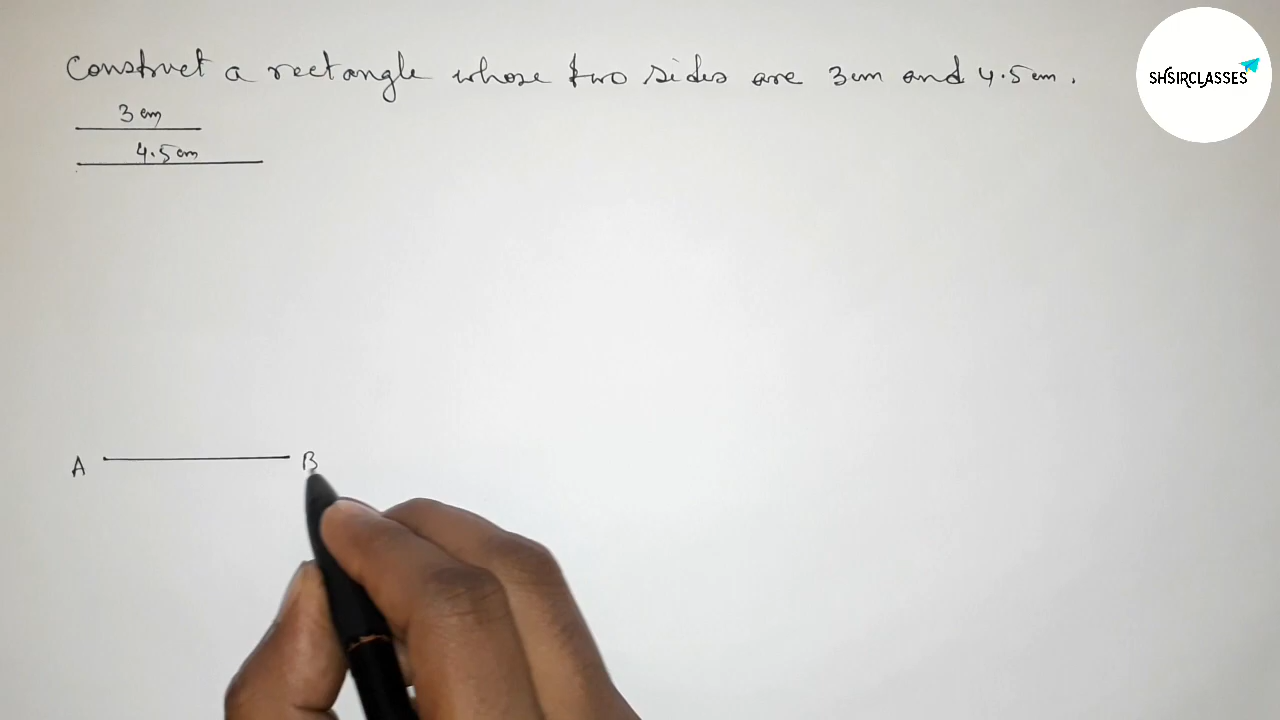 Construct a rectangle whose two sides are 3cm and 4.5cm.
3cm
4.5cm
A B
SHSIRCLASSES